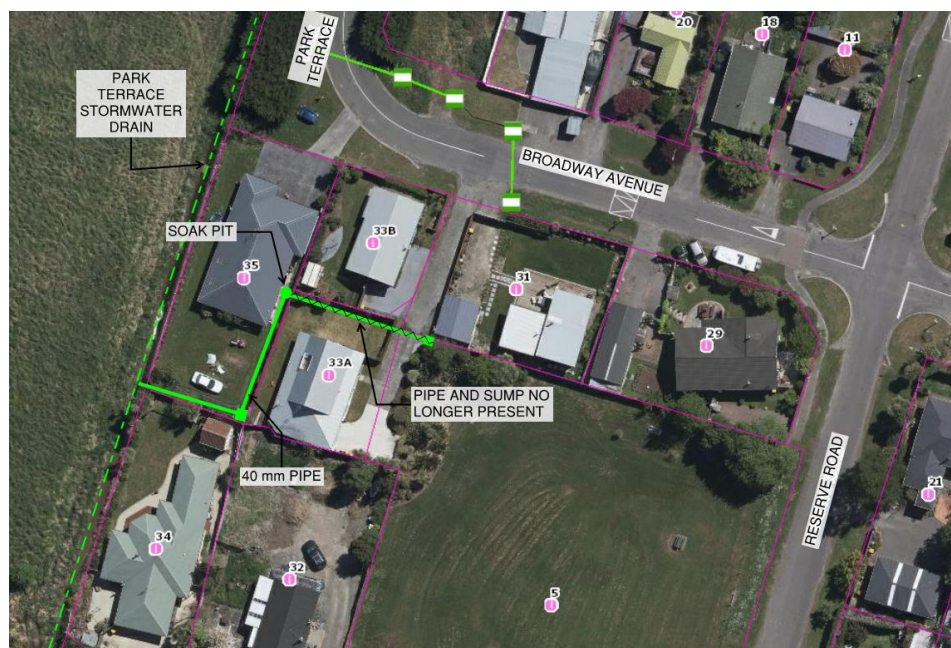 PARK
TERRACE
20
18
11
PARK
TERRACE
STORMWATER
DRAIN
BROADWAY AVENUE
SOAK PIT
33B
35
31
29
33A
PIPE AND SUMP NO
LONGER PRESENT
40 mm PIPE
RESERVE ROAD
21
34
32
5